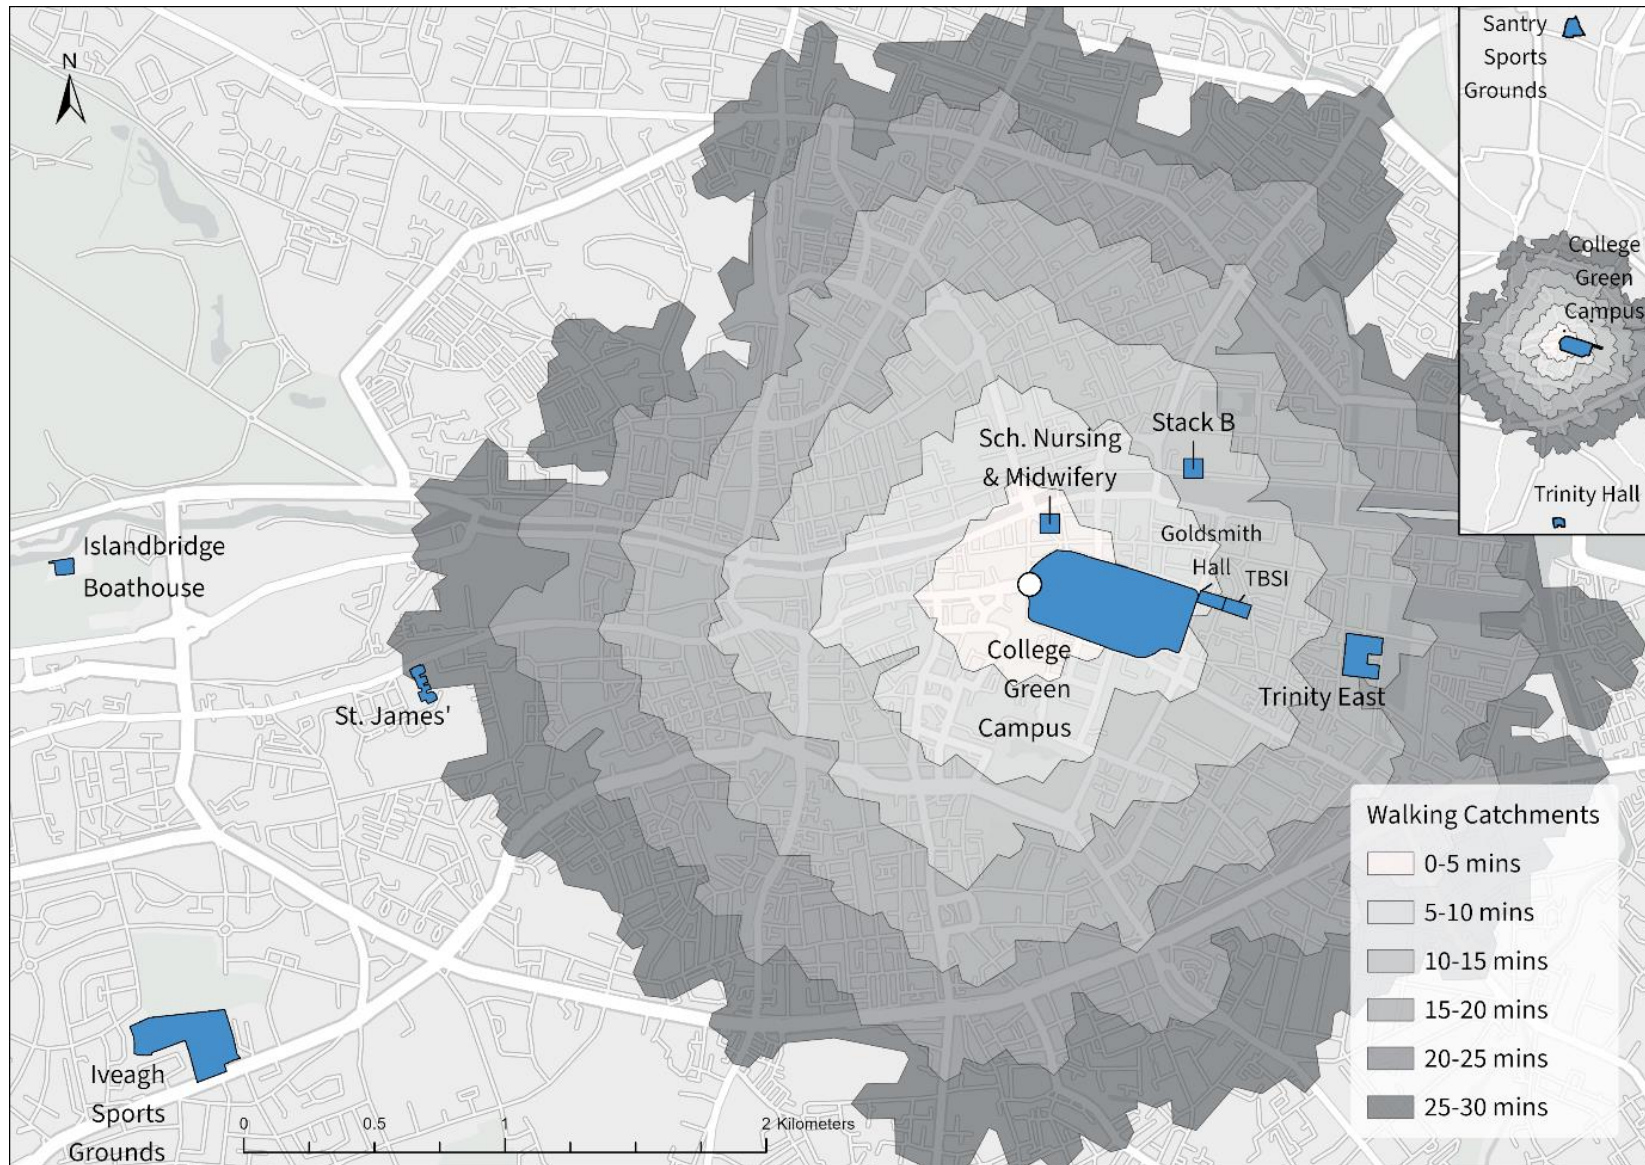 N
Santry
Sports
Grounds
College
Green
Campus
Trinity Hall
Stack B
Sch. Nursing
& Midwifery
Goldsmith
Hall
TBSI
Islandbridge
Boathouse
College
Green
Campus
Trinity East
St. James'
Iveagh
Sports
Grounds
0 0.5 1 2 Kilometers
Walking Catchments
0-5 mins
5-10 mins
10-15 mins
15-20 mins
20-25 mins
25-30 mins